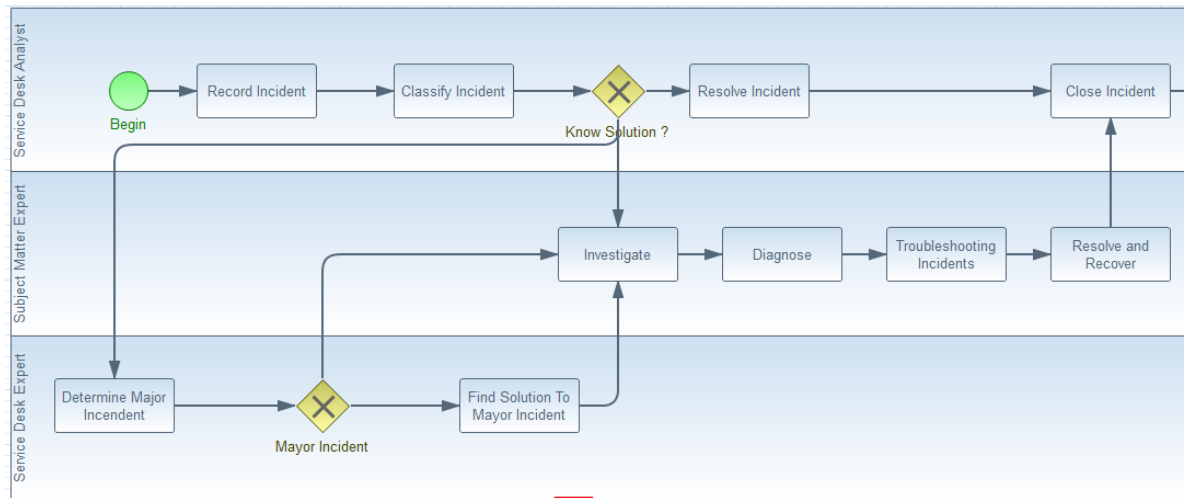 Service Desk Analyst
Begin
Record Incident
Classify Incident
Know Solution ?
Resolve Incident
Close Incident
Subject Matter Expert
Investigate
Diagnose
Troubleshooting
Incidents
Resolve and
Recover
Service Desk Expert
Determine Major
Incendent
Mayor Incident
Find Solution To
Mayor Incident